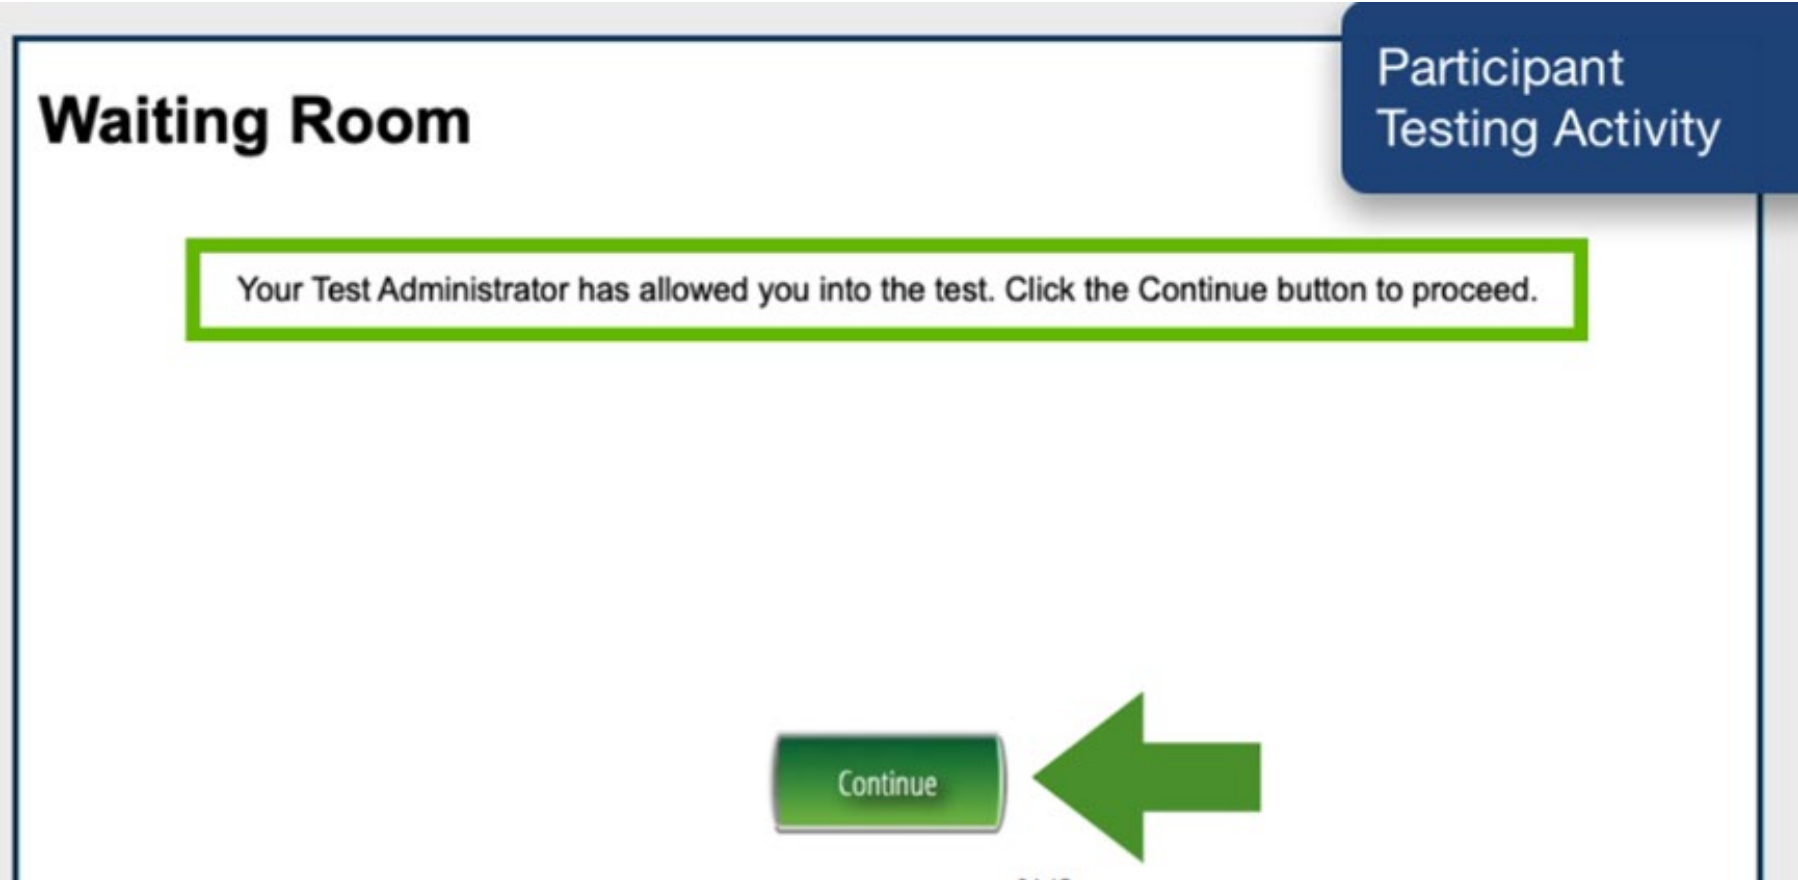 Participant
Testing Activity
Waiting Room
Your Test Administrator has allowed you into the test. Click the Continue button to proceed.
Continue